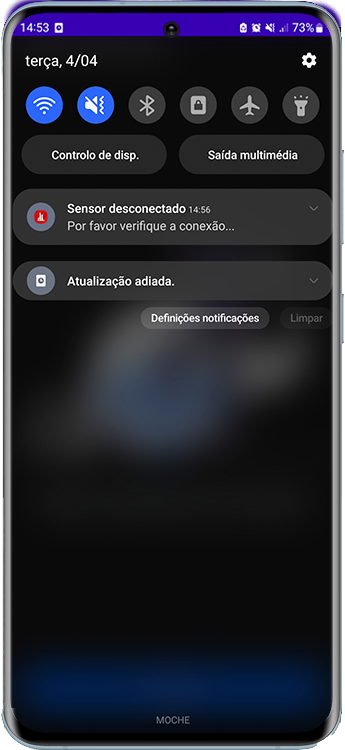 14:53 73%
terça, 4/04
Controlo de disp. Saída multimédia
Sensor desconectado 14:56
Por favor verifique a conexão...
Atualização adiada.
Definições notificações Limpar
MOCHE